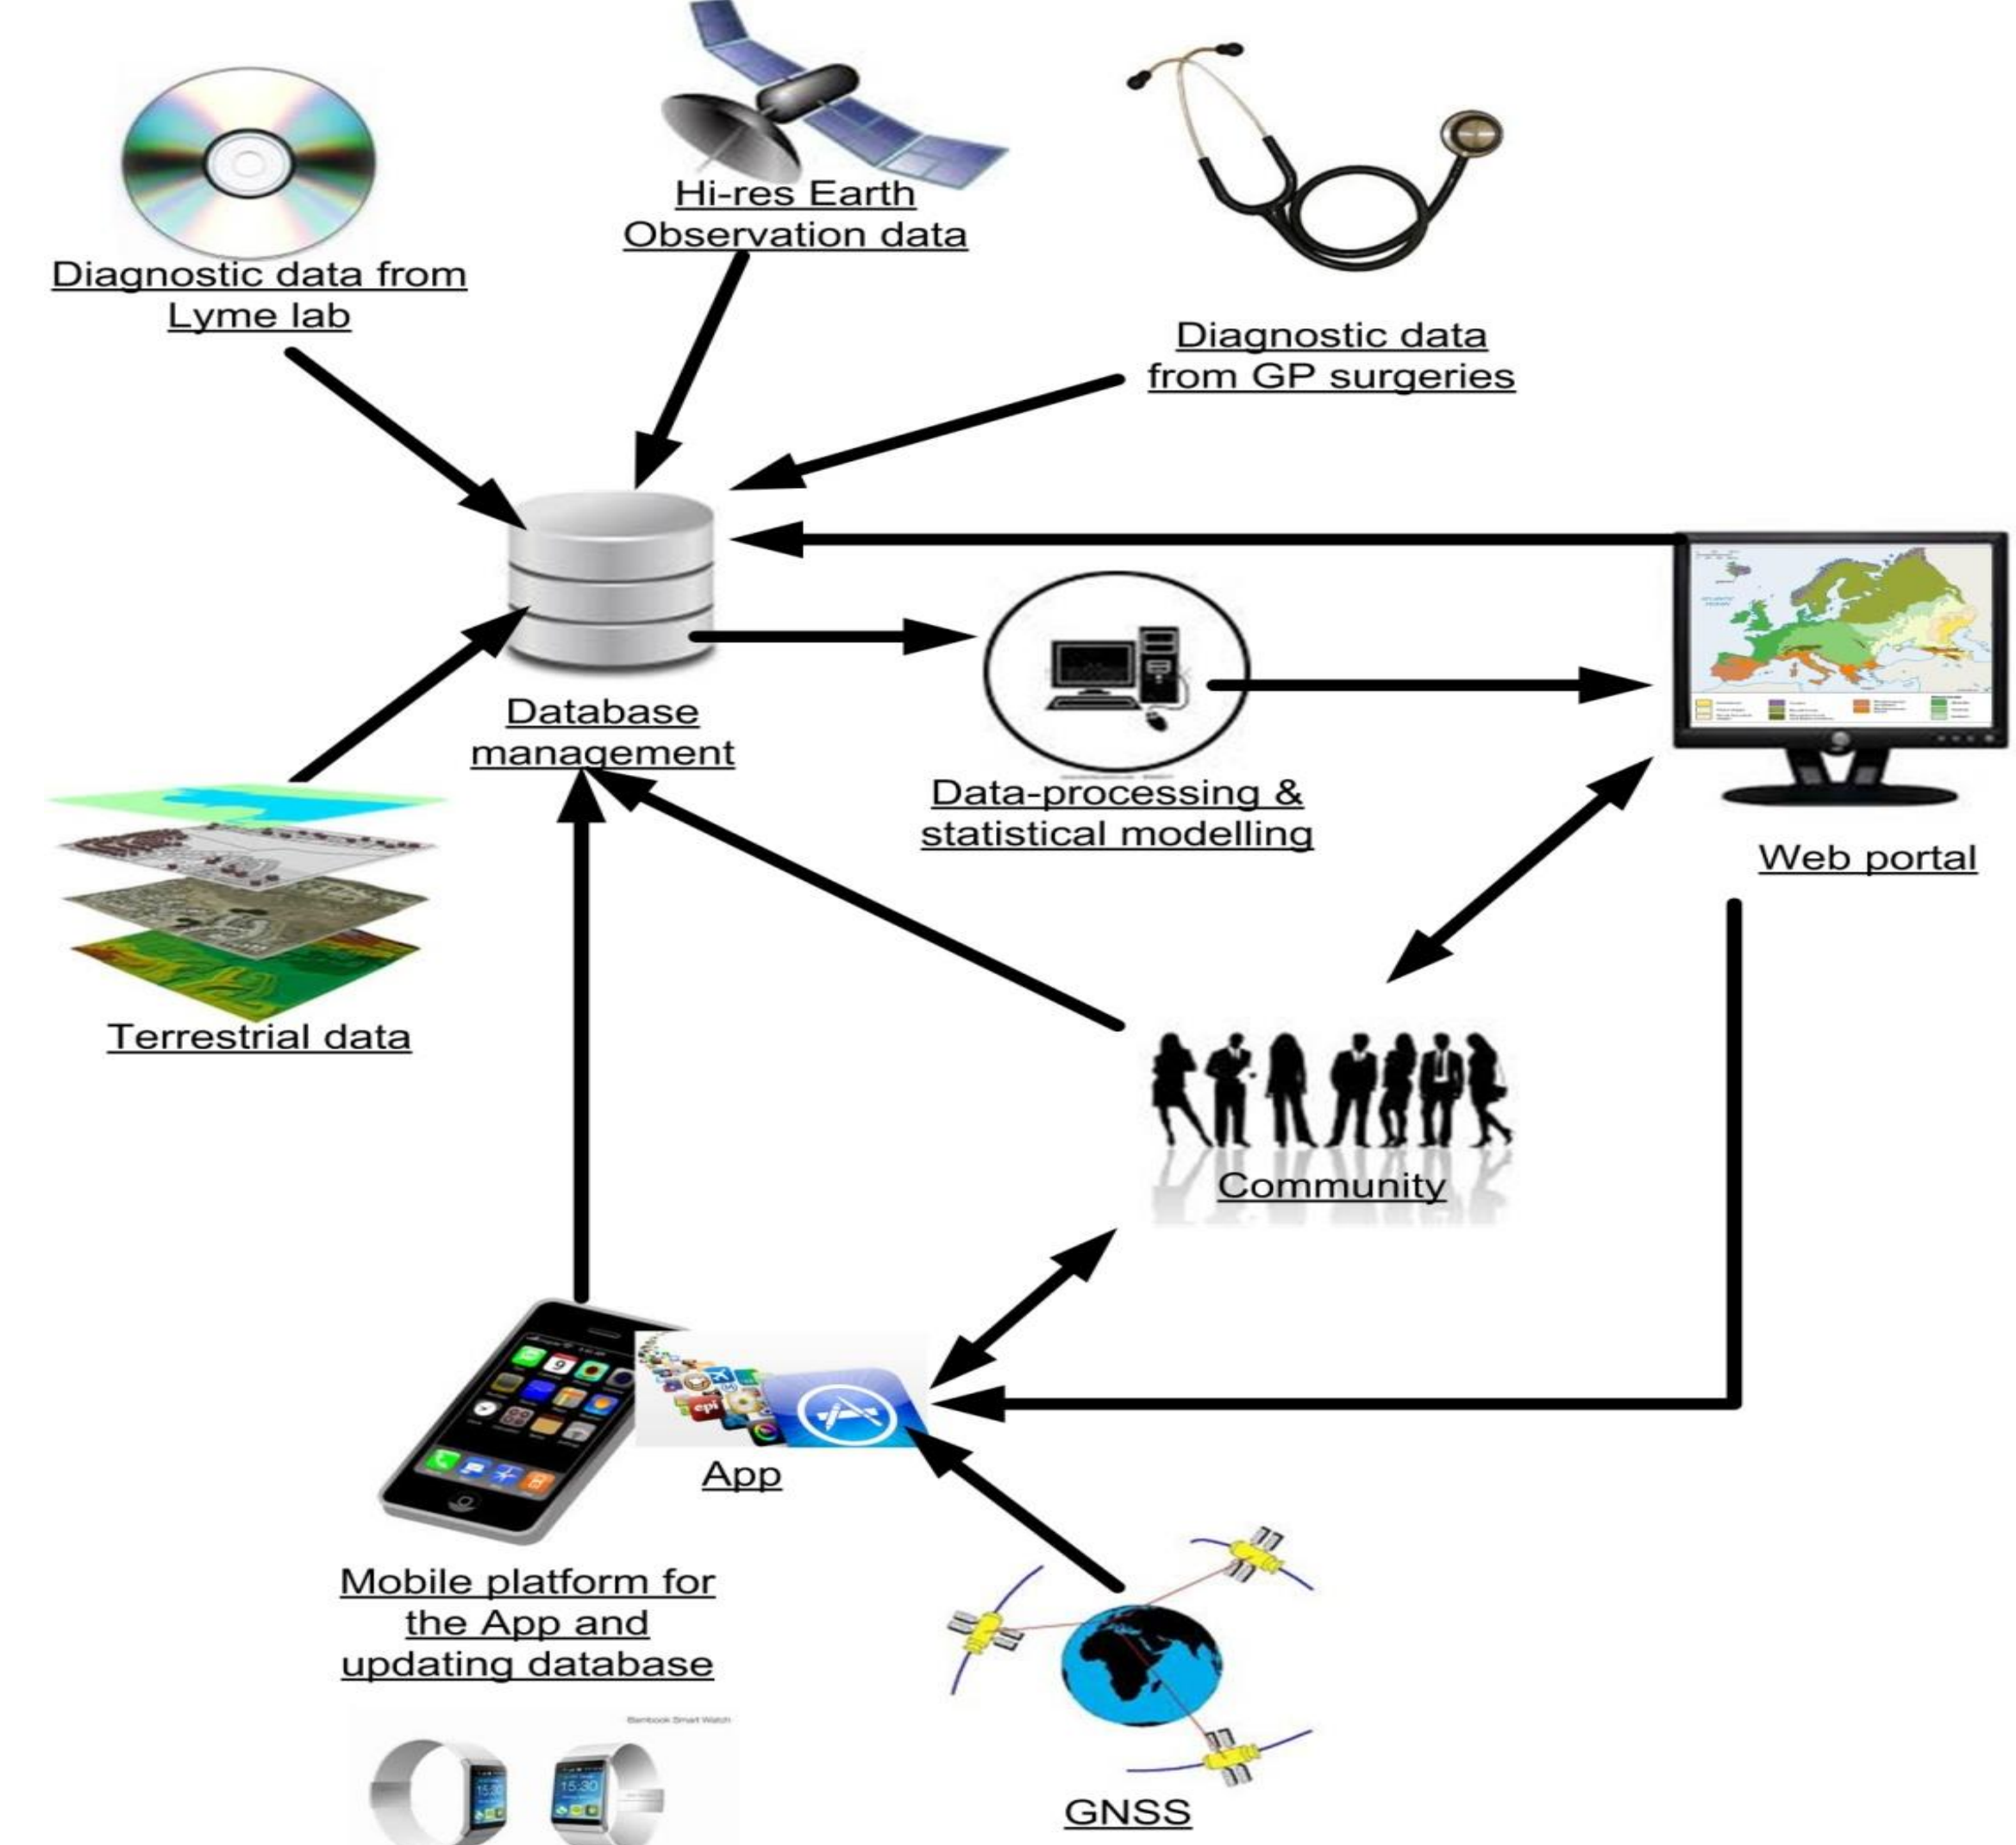 Hi-res Earth
Observation data
Diagnostic data from
Lyme lab
Diagnostic data
from GP surgeries
Database
management
Data-processing &
statistical modelling
Web portal
Terrestrial data
Community
9
epi
App
Mobile platform for
the App and
updating database
Bambook Smart Watch
15:30
15:30
GNSS